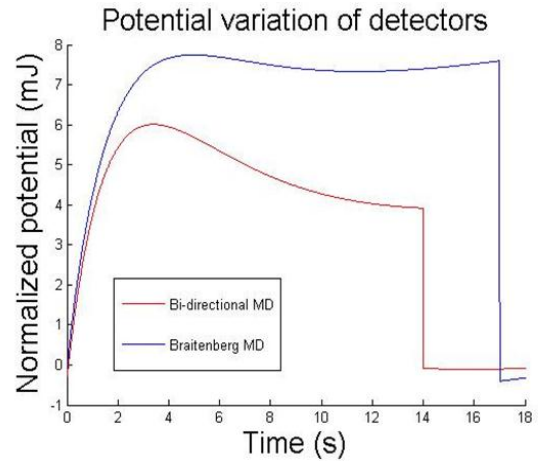 Potential variation of detectors
Normalized potential (mJ)
8
7
6
5
4
3
2
1
0
-1
Bi-directional MD
Braitenberg MD
0 2 4 6 8 10 12 14 16 18
Time (s)